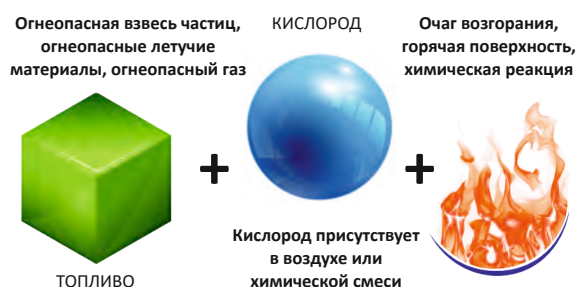 Огнеопасная взвесь частиц,
огнеопасные летучие
материалы, огнеопасный газ
ТОПЛИВО
+
КИСЛОРОД
Кислород присутствует
в воздухе или
химической смеси
+
Очаг возгорания,
горячая поверхность,
химическая реакция